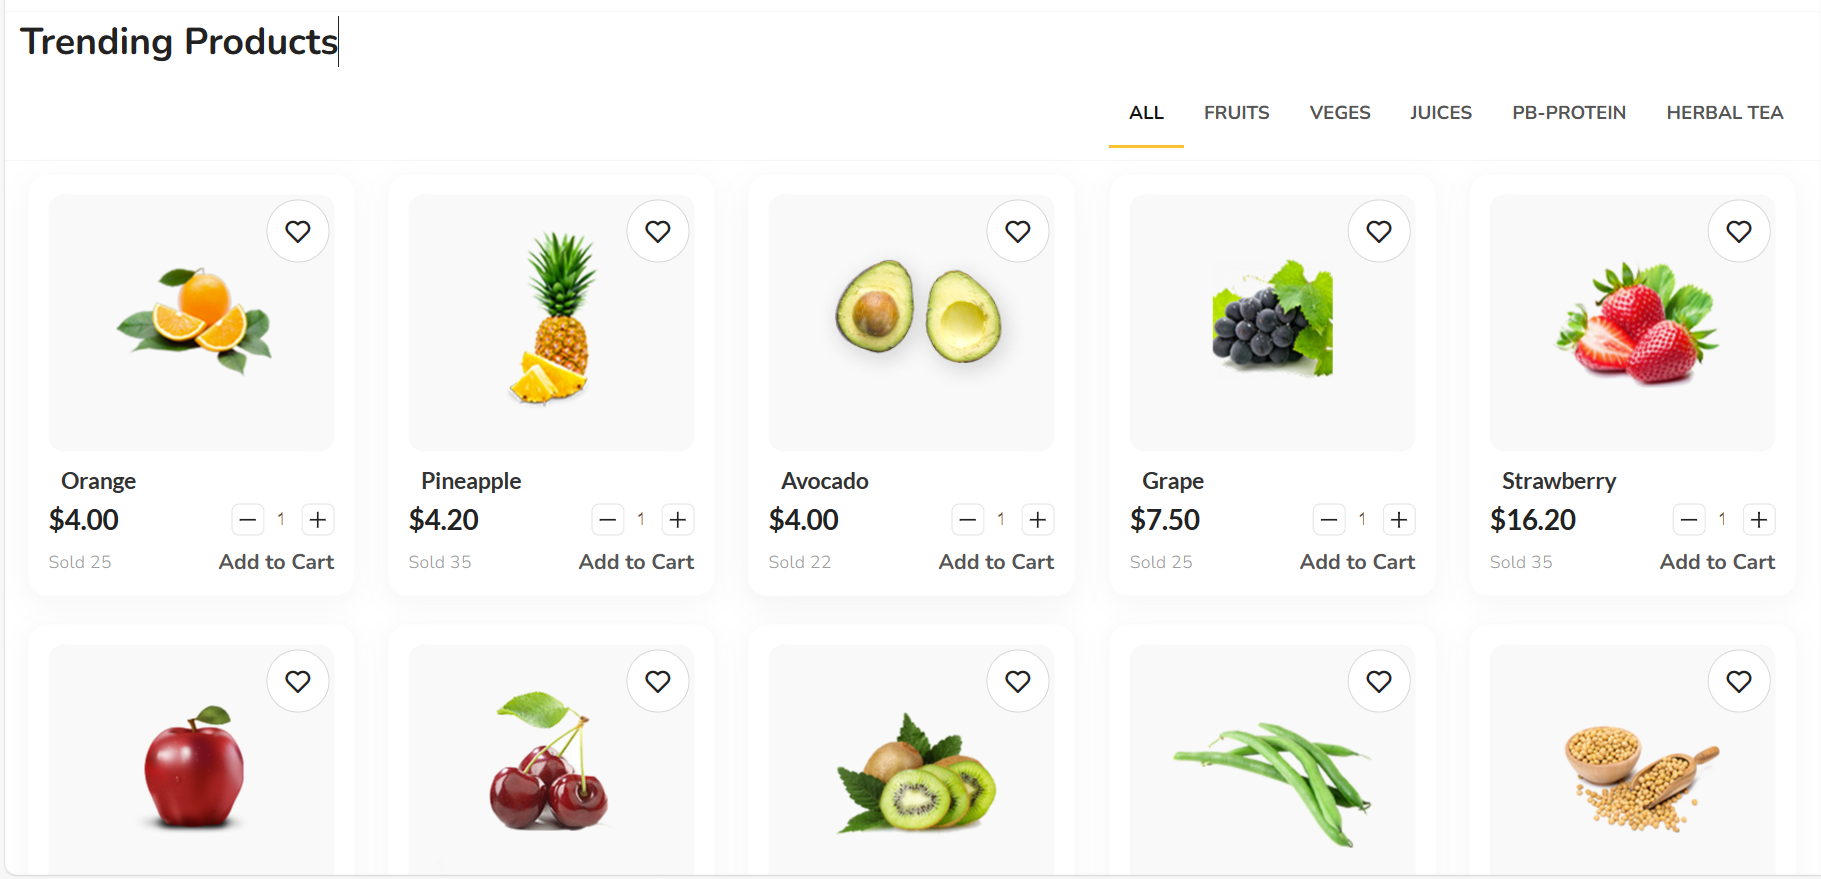 Trending Products
ALL FRUITS VEGES JUICES PB-PROTEIN HERBAL TEA
Orange
$4.00 1
Sold 25 Add to Cart
Pineapple
$4.20 1
Sold 35 Add to Cart
Avocado
$4.00 1
Sold 22 Add to Cart
Grape
$7.50 1
Sold 25 Add to Cart
Strawberry
$16.20 1
Sold 35 Add to Cart